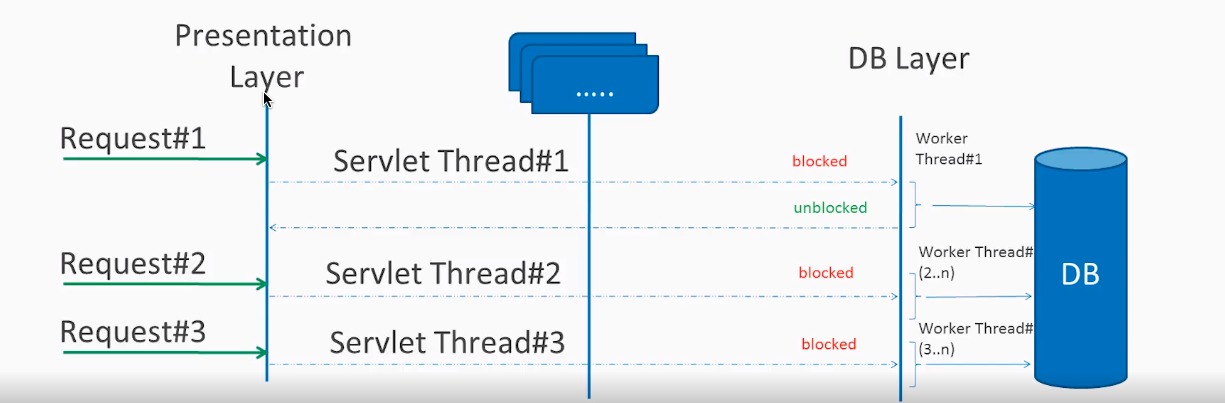 Presentation
Layer
.....
DB Layer
Request#1
Servlet Thread#1
blocked
Worker
Thread#1
unblocked
Request#2
Servlet Thread#2
blocked
Worker Thread#
(2..n)
DB
Request#3
Servlet Thread#3
blocked
Worker Thread#
(3..n)